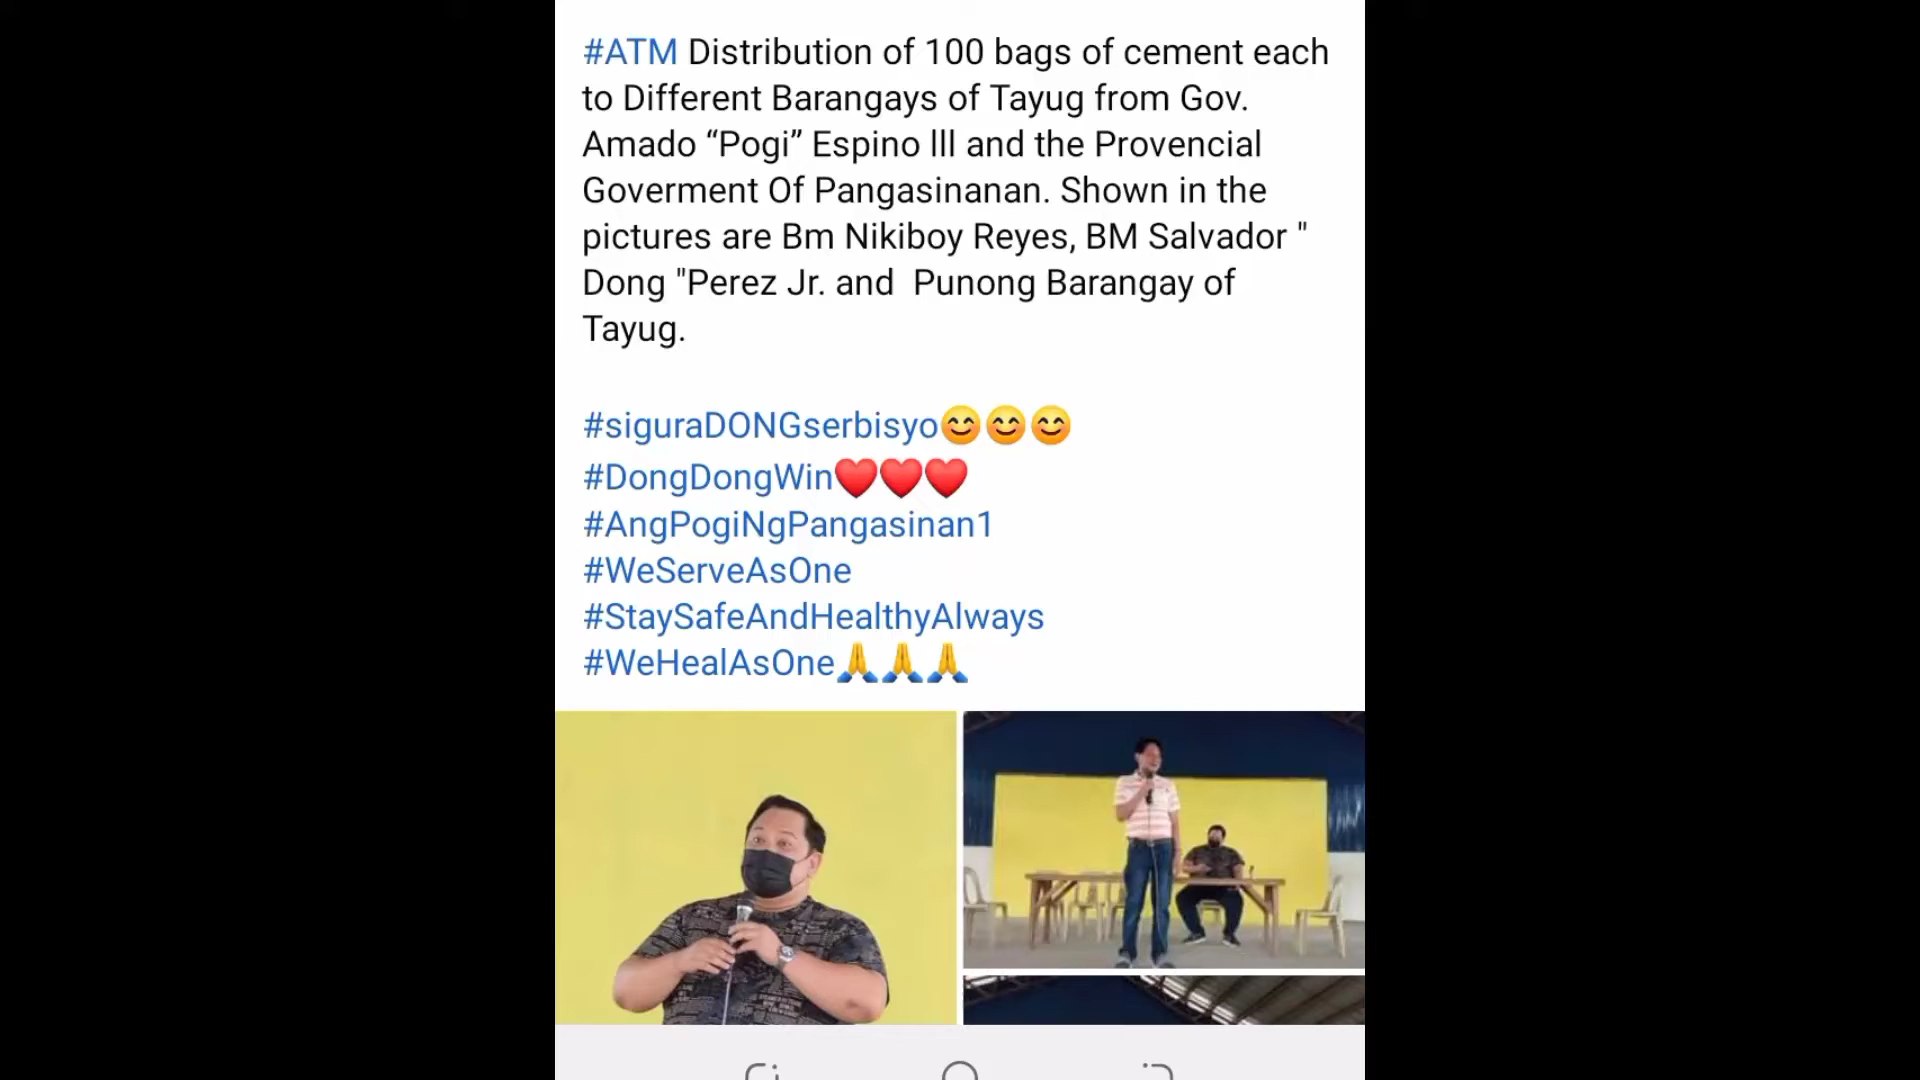 #ATM Distribution of 100 bags of cement each
to Different Barangays of Tayug from Gov.
Amado “Pogi” Espino lll and the Provencial
Goverment Of Pangasinanan. Shown in the
pictures are Bm Nikiboy Reyes, BM Salvador "
Dong "Perez Jr. and  Punong Barangay of
Tayug.
#siguraDONGserbisyo😊😊😊
#DongDongWin❤️❤️❤️
#AngPogiNgPangasinan1
#WeServeAsOne
#StaySafeAndHealthyAlways
#WeHealAsOne🙏🙏🙏